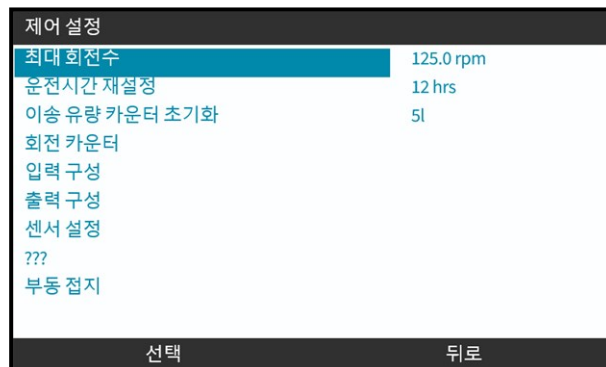 제어 설정
최대 회전수 125.0 rpm
운전시간 재설정 12 hrs
이송 유량 카운터 초기화 5l
회전 카운터
입력 구성
출력 구성
센서 설정
???
부동 접지
선택 뒤로